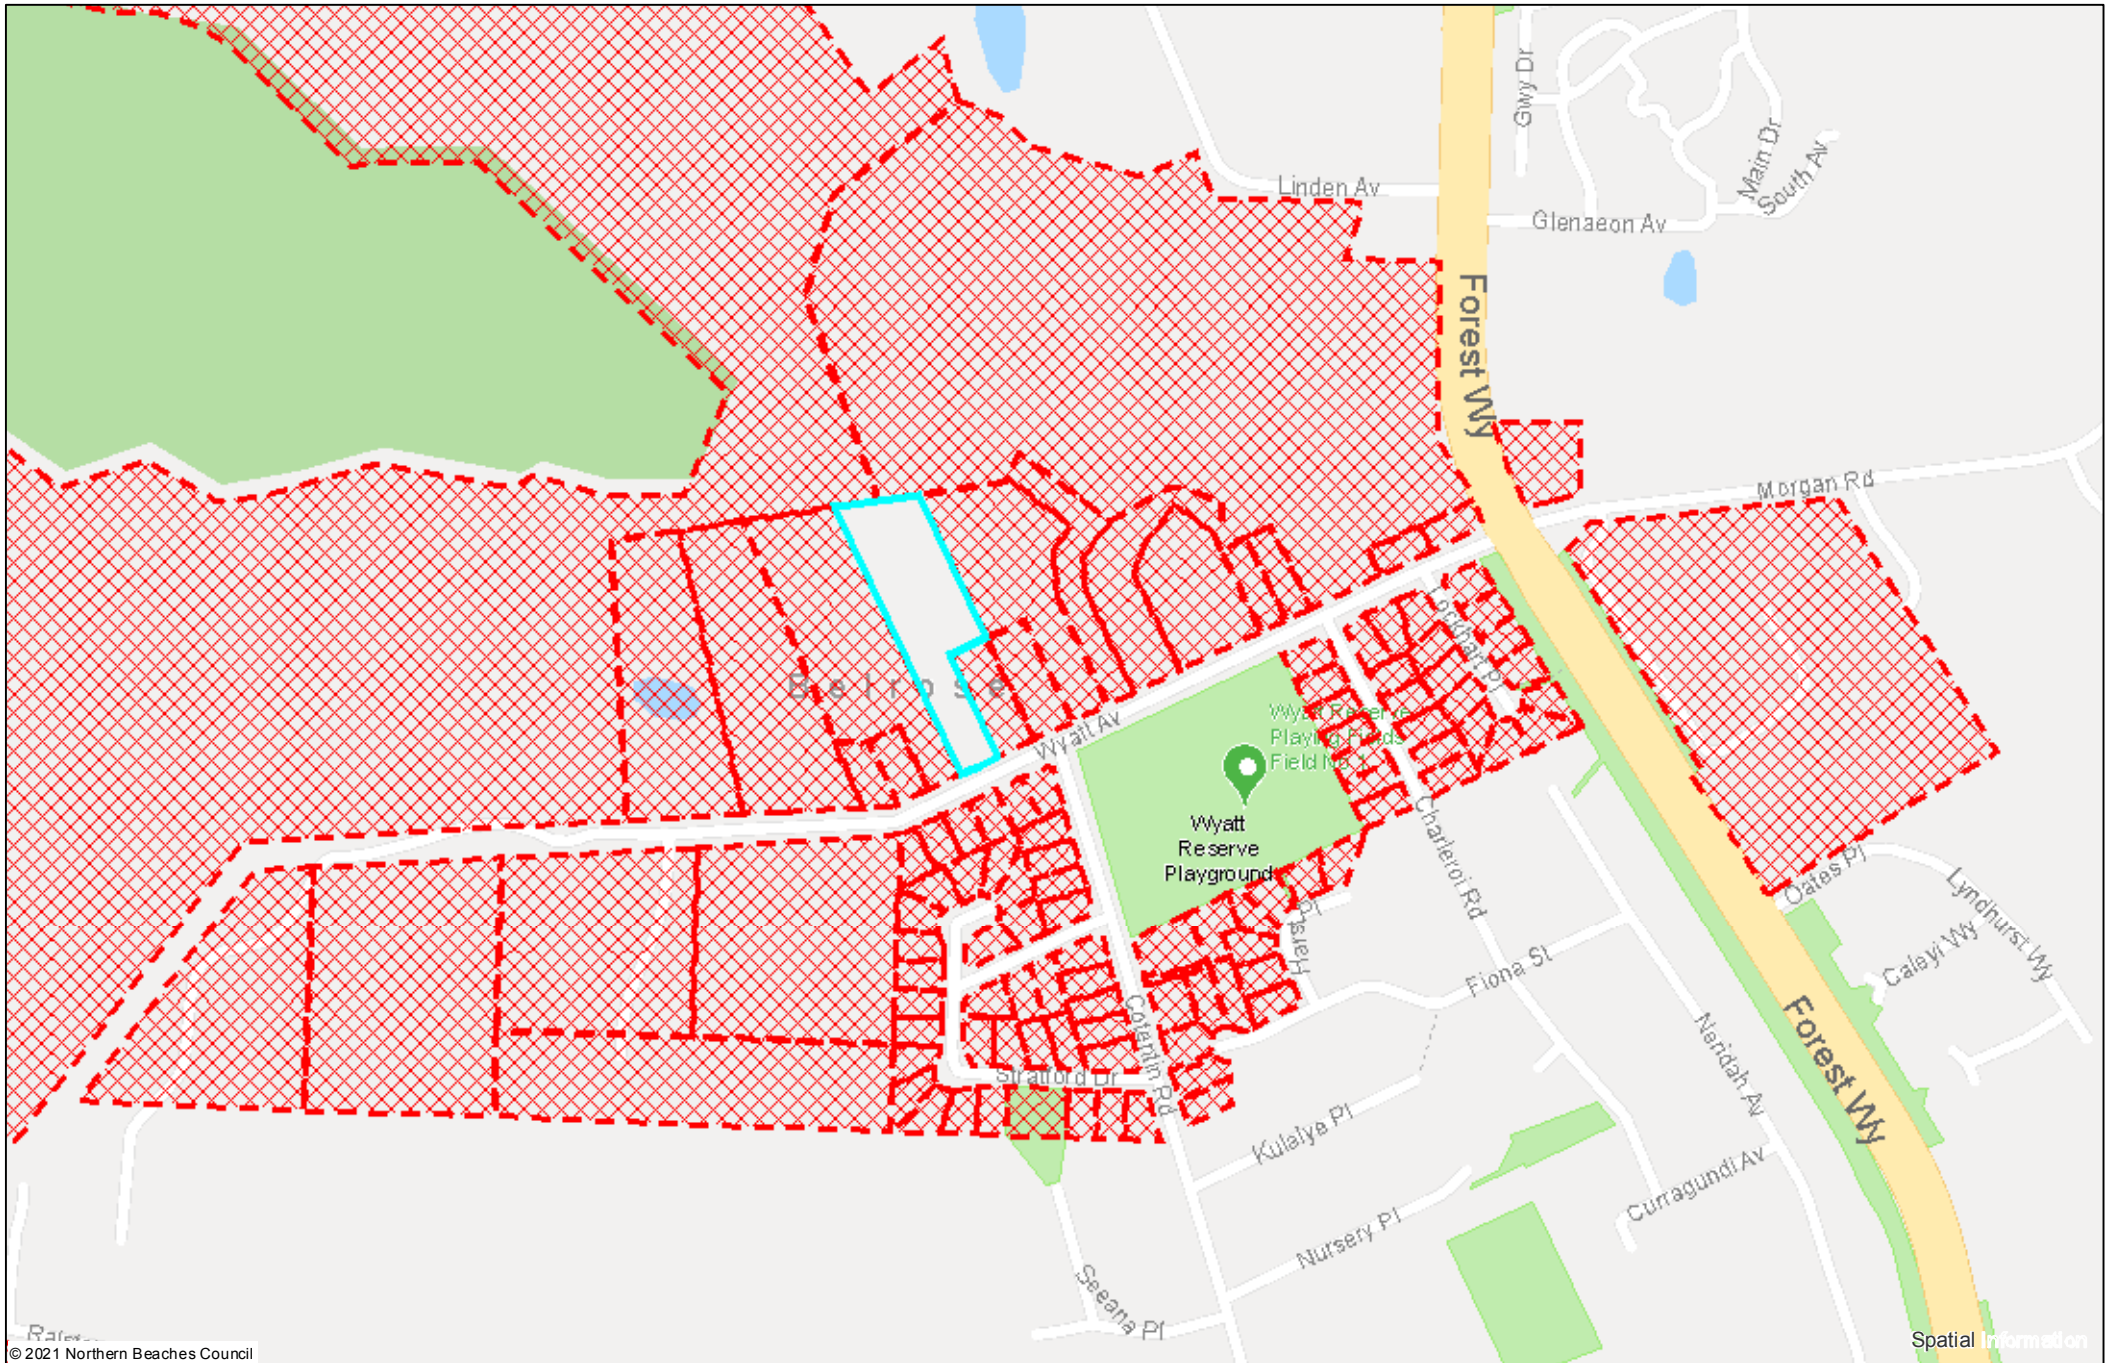 Gwy Dr
Main Dr
South Av
Linden Av
Glenaeon Av
Forest Wy
Morgan Rd
Lockhart Pl
Belrose
Wyatt Av
Wyatt Reserve
Playing Fields
Field No 1
Wyatt
Reserve
Playground
Charleroi Rd
Oates Pl
Lyndhurst Wy
Caleyi Wy
Fiona St
Cotentin Rd
Naridah Av
Forest Wy
Stratford Dr
Kulalye Pl
Curragundi Av
Nursery Pl
Seeana Pl
© 2021 Northern Beaches Council
Spatial Information